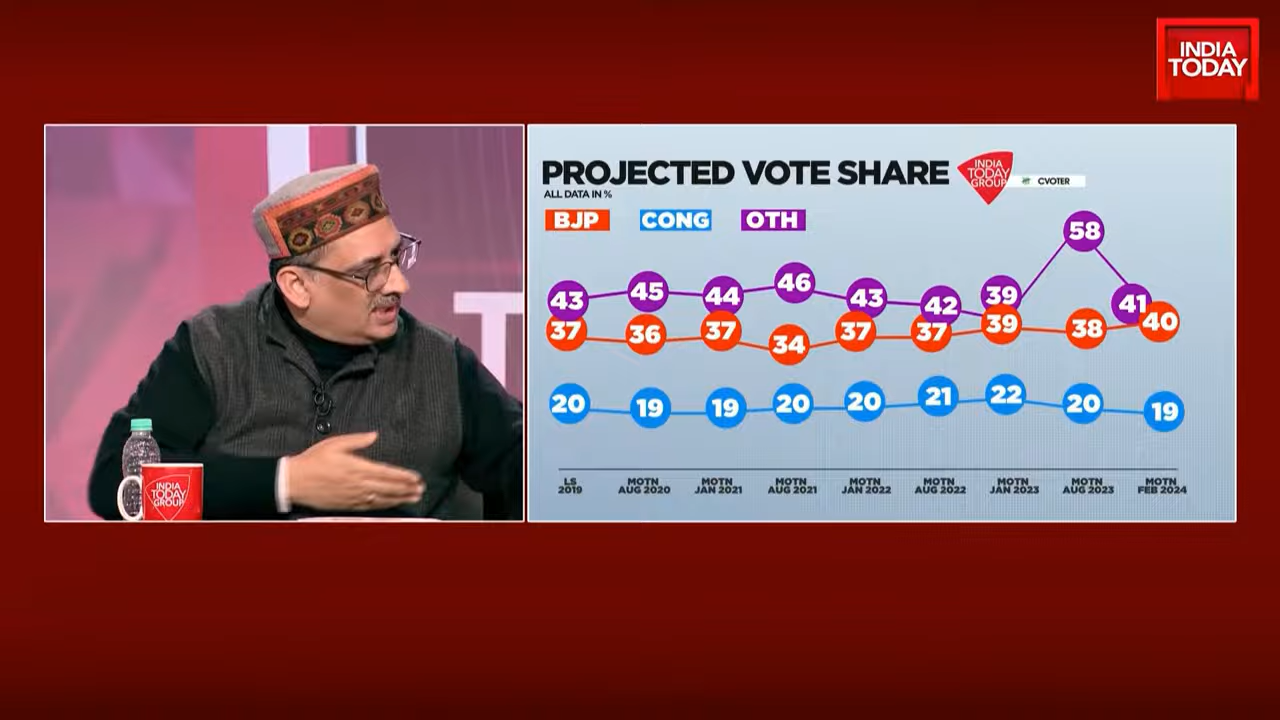 INDIA
TODAY
PROJECTED VOTE SHARE
INDIA
TODAY
GROUP
CVOTER
ALL DATA IN %
BJP CONG OTH
58
43 45 44 46 43 42 39 41
37 36 37 34 37 37 39 38 40
20 19 19 20 20 21 22 20 19
LS MOTN MOTN MOTN MOTN MOTN MOTN MOTN MOTN
2019 AUG 2020 JAN 2021 AUG 2021 JAN 2022 AUG 2022 JAN 2023 AUG 2023 FEB 2024
INDIA
TODAY
GROUP
T